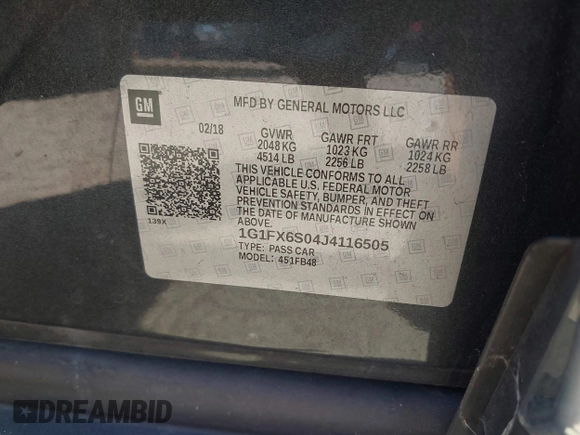 GM
MFD BY GENERAL MOTORS LLC
02/18 GVWR GAWR FRT GAWR RR
2048 KG 1023 KG 1024 KG
4514 LB 2256 LB 2258 LB
THIS VEHICLE CONFORMS TO ALL
APPLICABLE U.S. FEDERAL MOTOR
VEHICLE SAFETY, BUMPER, AND THEFT
PREVENTION STANDARDS IN EFFECT ON
THE DATE OF MANUFACTURE SHOWN
ABOVE.
139X
1G1FX6S04J4116505
TYPE: PASS CAR
MODEL: 451FB48
DREAMBID